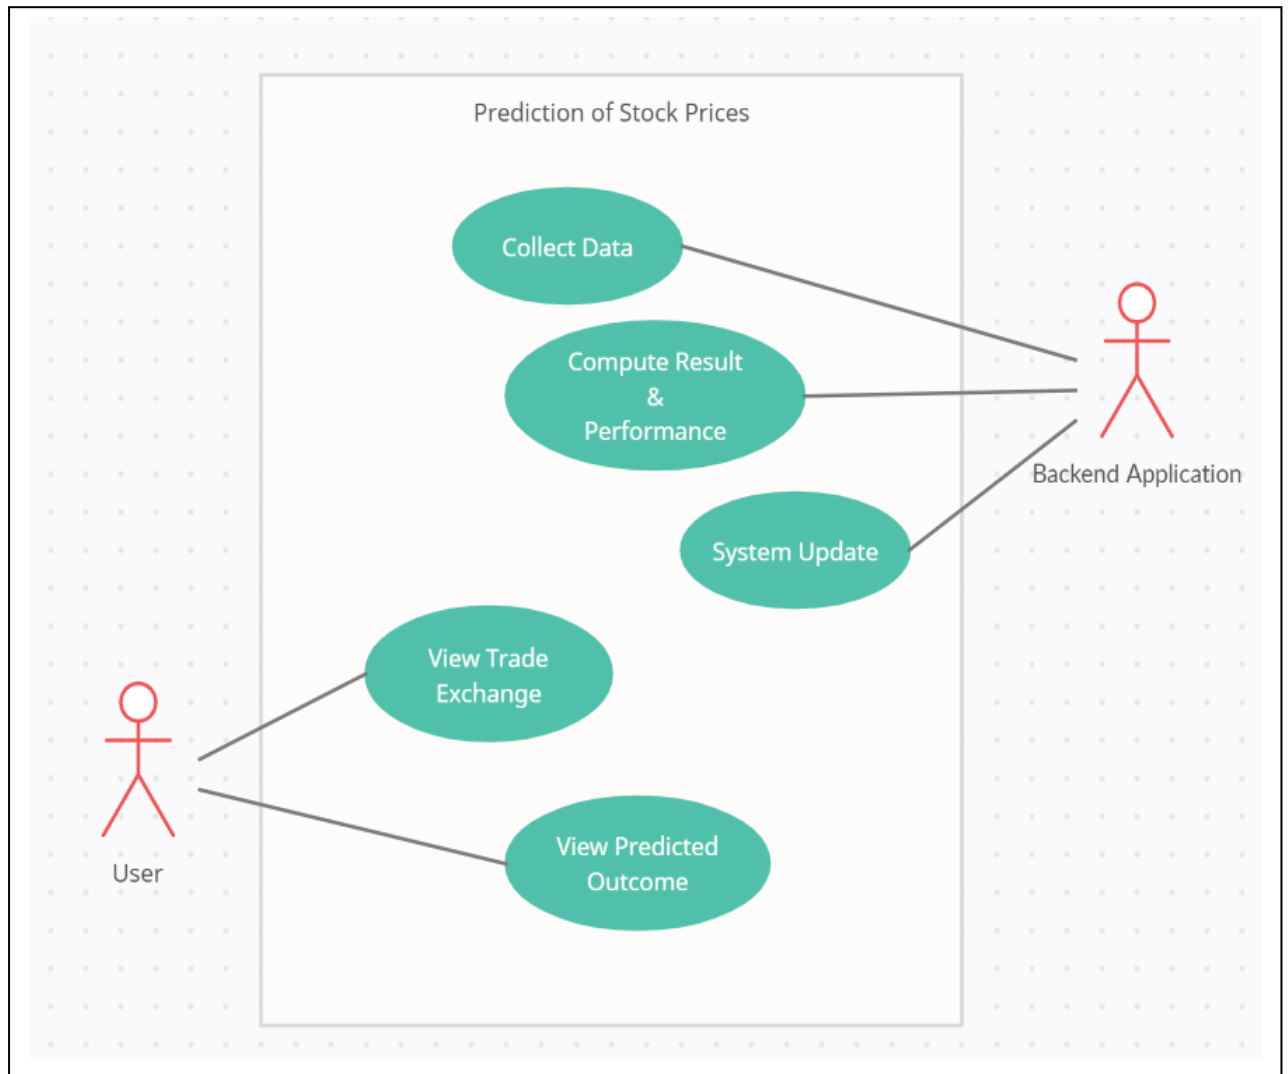 Prediction of Stock Prices
Collect Data
Compute Result
&
Performance
Backend Application
System Update
View Trade
Exchange
View Predicted
Outcome
User